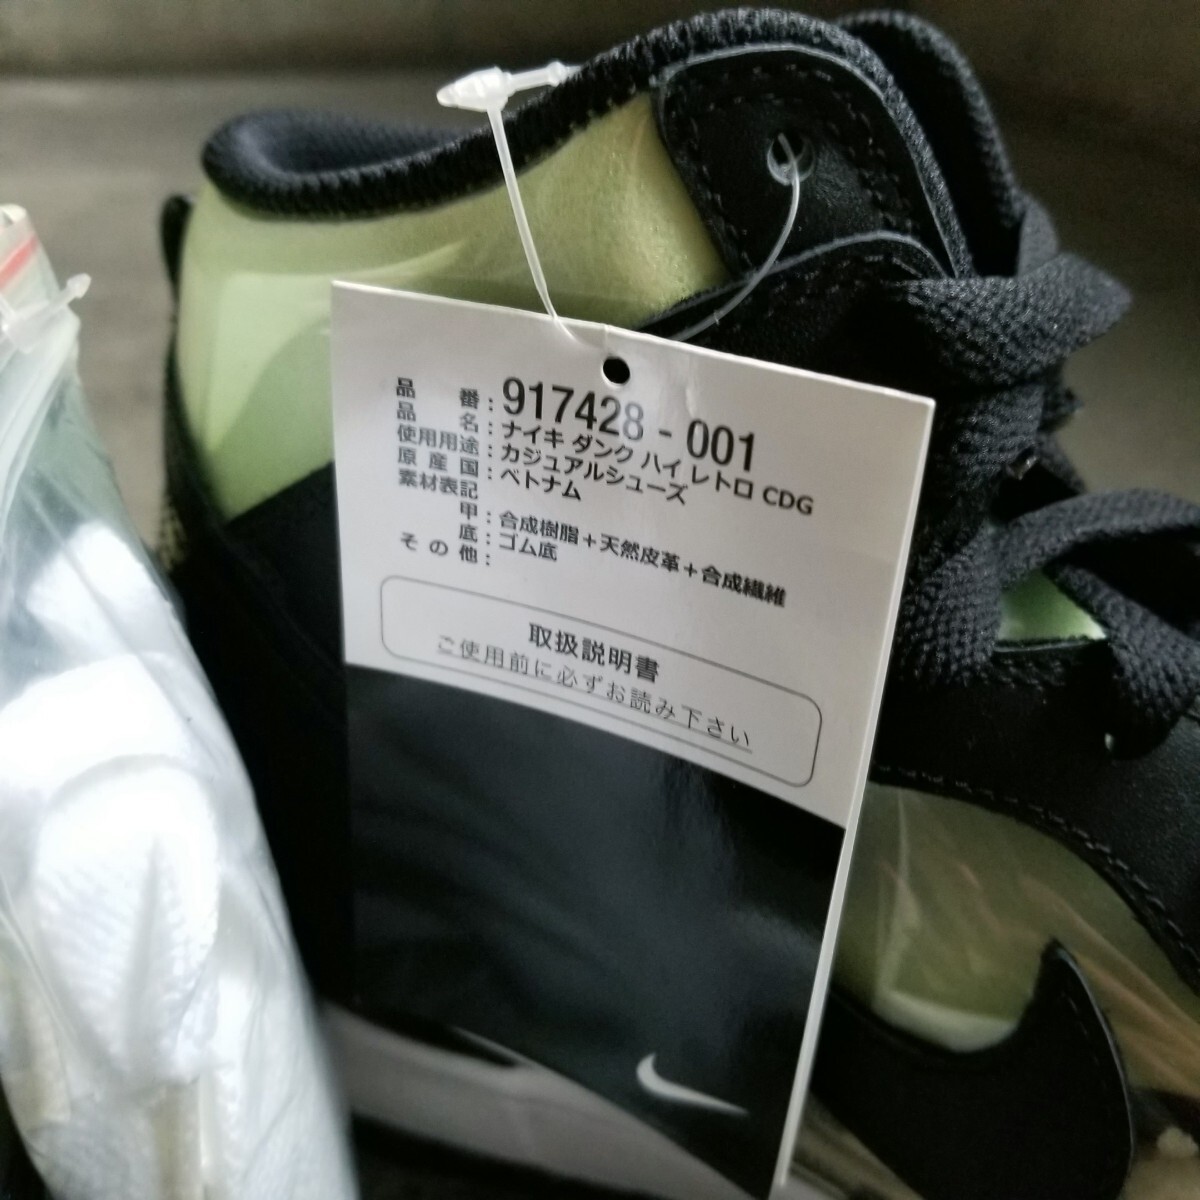 品番：917428-001
品名：ナイキ ダンク ハイ レトロ CDG
使用用途：カジュアルシューズ
原産国：ベトナム
素材表記
甲：合成樹脂＋天然皮革＋合成繊維
底：ゴム底
その他：
取扱説明書
ご使用前に必ずお読み下さい